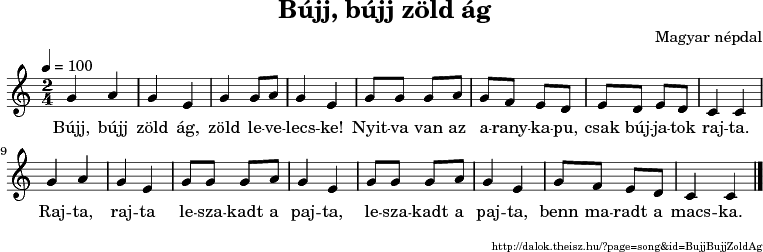 Bújj, bújj zöld ág
Magyar népdal
= 100
2
4
Bújj, bújj zöld ág, zöld le-ve-lecs-ke! Nyit-va van az a-rany-ka-pu, csak búj-ja-tok raj-ta.
9
Raj-ta, raj-ta le-sza-kadt a paj-ta, le-sza-kadt a paj-ta, benn ma-radt a macs-ka.
http://dalok.theisz.hu/?page=song&id=BujjBujjZoldAg